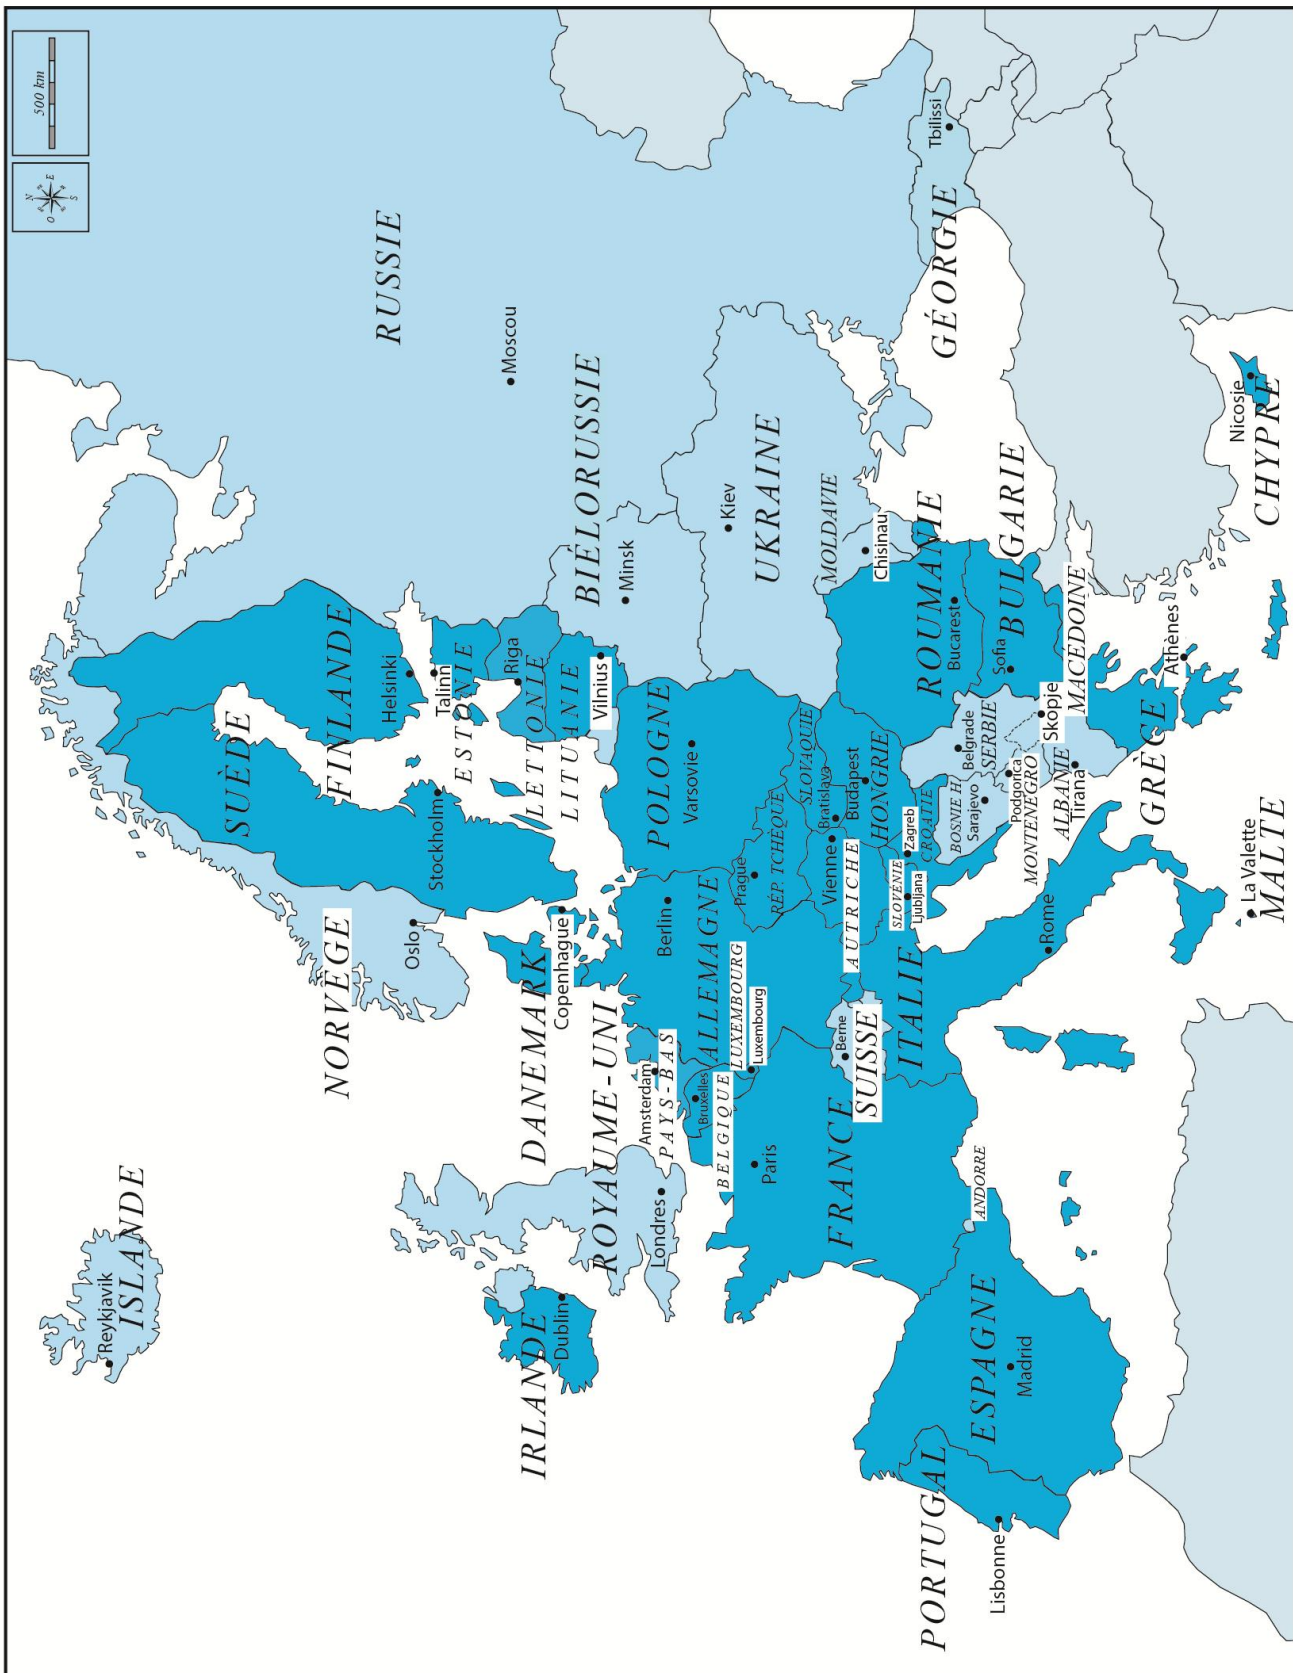 500 km
N
O
E
S
ISLANDE
Reykjavik
NORVÈGE
Oslo
SUÈDE
Stockholm
FINLANDE
Helsinki
RUSSIE
Moscou
Talinn
ESTONIE
Riga
LETTONIE
LITUANIE
Vilnius
BIÉLORUSSIE
Minsk
IRLANDE
Dublin
DANEMARK
Copenhague
ROYAUME-UNI
Londres
Amsterdam
PAYS-BAS
Bruxelles
BELGIQUE
ALLEMAGNE
Berlin
LUXEMBOURG
Luxembourg
POLOGNE
Varsovie
UKRAINE
Kiev
Paris
FRANCE
Prague
RÉP. TCHÈQUE
SLOVAQUIE
Bratislava
Vienne
AUTRICHE
Budapest
HONGRIE
MOLDAVIE
Chisinau
Berne
SUISSE
SLOVÉNIE
Ljubljana
Zagreb
CROATIE
ITALIE
Rome
BOSNE HI
Sarajevo
Belgrade
SERBIE
ROUMANIE
Bucarest
Sofia
BULGARIE
GÉORGIE
Tbilissi
PORTUGAL
Lisbonne
ESPAGNE
Madrid
ANDORRE
Podgorica
MONTENEGRO
Skopje
MACEDOINE
ALBANIE
Tirana
GRÈCE
Athènes
La Valette
MALTE
Nicosie
CHYPRE